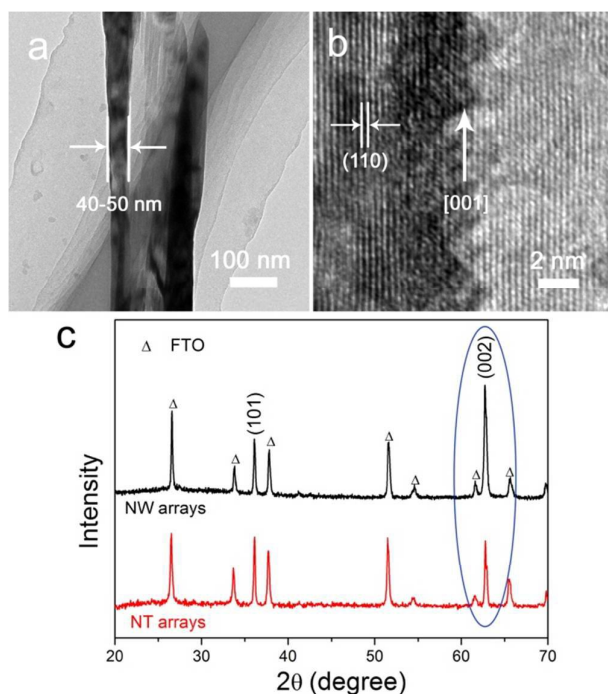 a
40-50 nm
100 nm
b
(110)
[001]
2 nm
c
Δ FTO
Δ
Δ
(101)
Δ
Δ
Δ
Δ
(002)
Δ
NW arrays
NT arrays
Intensity
20 30 40 50 60 70
2θ (degree)